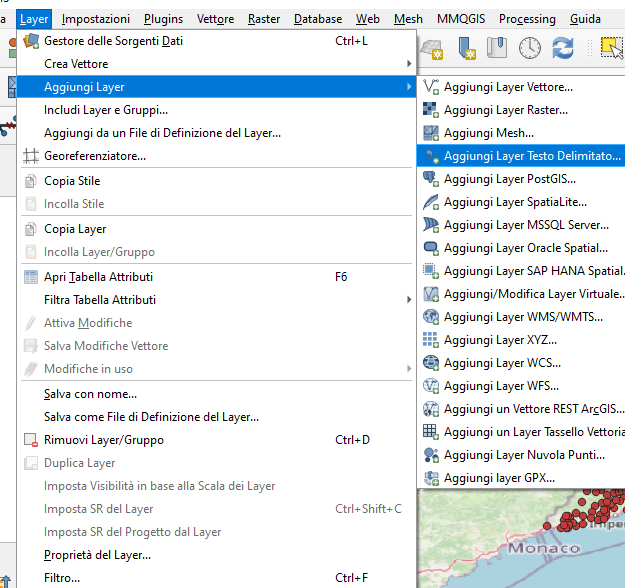 a Layer Impostazioni Plugins Vettore Raster Database Web Mesh MMQGIS Processing Guida
Gestore delle Sorgenti Dati Ctrl+L
Crea Vettore
Aggiungi Layer
Includi Layer e Gruppi...
Aggiungi da un File di Definizione del Layer...
Georeferenziatore...
Copia Stile
Incolla Stile
Copia Layer
Incolla Layer/Gruppo
Apri Tabella Attributi F6
Filtra Tabella Attributi
Attiva Modifiche
Salva Modifiche Vettore
Modifiche in uso
Salva con nome...
Salva come File di Definizione del Layer...
Rimuovi Layer/Gruppo Ctrl+D
Duplica Layer
Imposta Visibilità in base alla Scala dei Layer
Imposta SR del Layer Ctrl+Shift+C
Imposta SR del Progetto dal Layer
Proprietà del Layer...
Filtro... Ctrl+F
Aggiungi Layer Vettore...
Aggiungi Layer Raster...
Aggiungi Mesh...
Aggiungi Layer Testo Delimitato...
Aggiungi Layer PostGIS...
Aggiungi Layer SpatiaLite...
Aggiungi Layer MSSQL Server...
Aggiungi Layer Oracle Spatial...
Aggiungi Layer SAP HANA Spatial.
Aggiungi/Modifica Layer Virtuale..
Aggiungi Layer WMS/WMTS...
Aggiungi Layer XYZ...
Aggiungi Layer WCS...
Aggiungi Layer WFS...
Aggiungi un Vettore REST ArcGIS...
Aggiungi un Layer Tassello Vettoria
Aggiungi Layer Nuvola Punti...
Aggiungi layer GPX...
Monaco